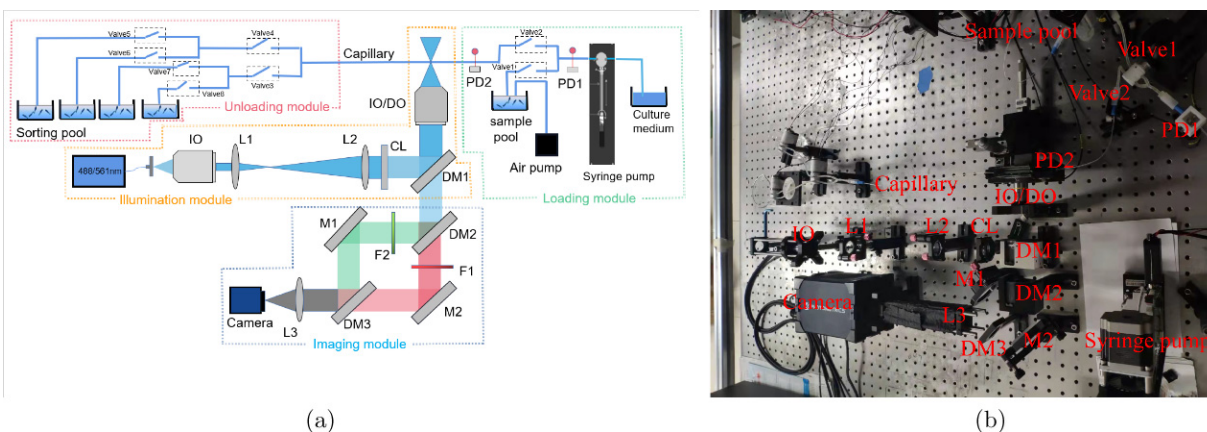 Valve5
Valve4
Valve6
Valve7
Valve8
Valve3
Unloading module
Sorting pool
Capillary
PD2
Valve2
Valve1
PD1
sample
pool
Air pump
Syringe pump
Culture
medium
Loading module
IO/DO
488/561nm
IO
L1
L2
CL
DM1
Illumination module
M1
F2
DM2
F1
M2
DM3
L3
Camera
Imaging module
(a)
Sample pool
Valve1
Valve2
PD1
PD2
Capillary
IO/DO
IO
L1
L2
CL
DM1
M1
DM2
Camera
L3
DM3
M2
Syringe pump
(b)